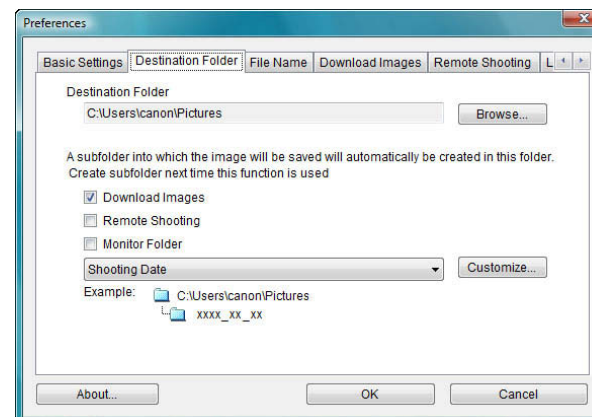 Preferences
Basic Settings Destination Folder File Name Download Images Remote Shooting L
Destination Folder
C:\Users\canon\Pictures Browse...
A subfolder into which the image will be saved will automatically be created in this folder.
Create subfolder next time this function is used
Download Images
Remote Shooting
Monitor Folder
Shooting Date Customize...
Example: C:\Users\canon\Pictures
xxxx_xx_xx
About... OK Cancel